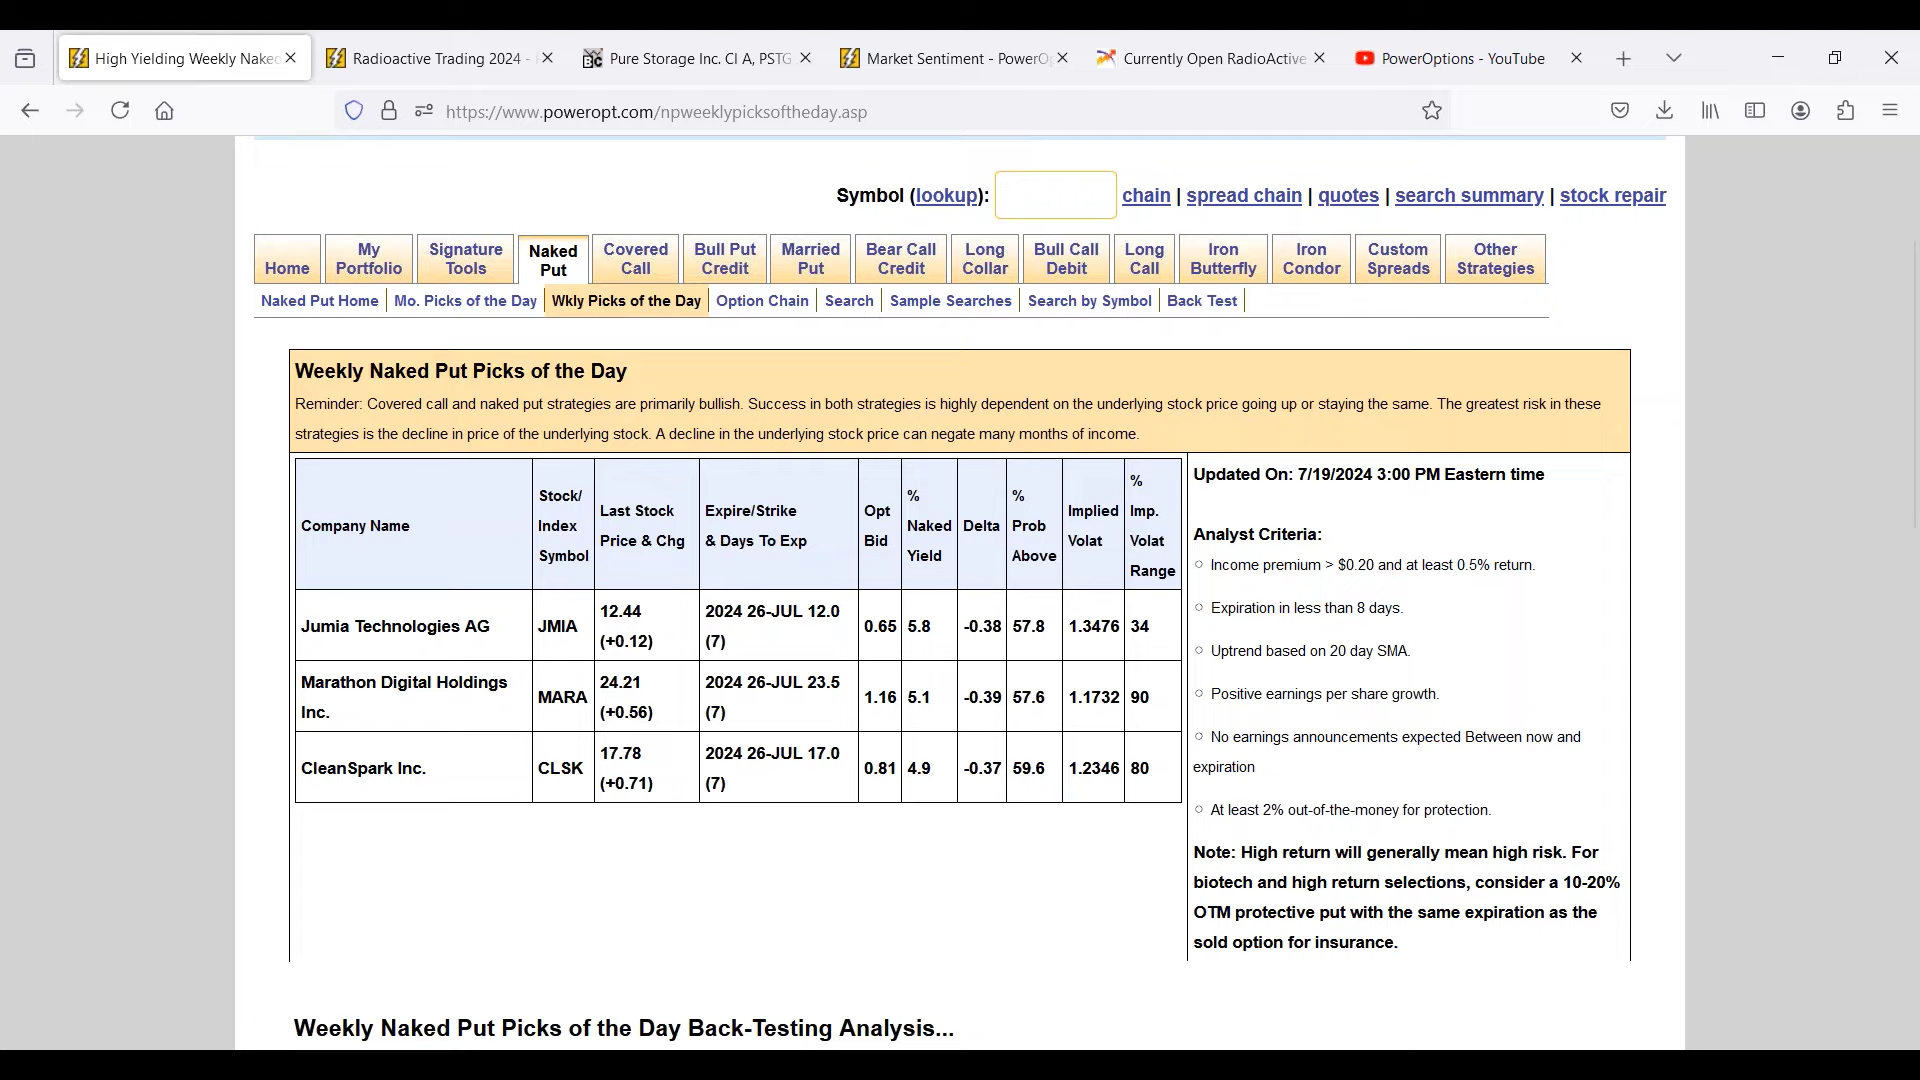 High Yielding Weekly Naked
Radioactive Trading 2024 -
Pure Storage Inc. Cl A, PSTG
Market Sentiment - PowerOp
Currently Open RadioActive
PowerOptions - YouTube
https://www.poweropt.com/npweeklypicksoftheday.asp
Symbol (lookup): chain | spread chain | quotes | search summary | stock repair
Home
My
Portfolio
Signature
Tools
Naked
Put
Covered
Call
Bull Put
Credit
Married
Put
Bear Call
Credit
Long
Collar
Bull Call
Debit
Long
Call
Iron
Butterfly
Iron
Condor
Custom
Spreads
Other
Strategies
Naked Put Home | Mo. Picks of the Day | Wkly Picks of the Day | Option Chain | Search | Sample Searches | Search by Symbol | Back Test |
Weekly Naked Put Picks of the Day
Reminder: Covered call and naked put strategies are primarily bullish. Success in both strategies is highly dependent on the underlying stock price going up or staying the same. The greatest risk in these
strategies is the decline in price of the underlying stock. A decline in the underlying stock price can negate many months of income.
Company Name
Stock/
Index
Symbol
Last Stock
Price & Chg
Expire/Strike
& Days To Exp
Opt
Bid
%
Naked
Yield
Delta
%
Prob
Above
Implied
Volat
%
Imp.
Volat
Range
Jumia Technologies AG
JMIA
12.44
(+0.12)
2024 26-JUL 12.0
(7)
0.65
5.8
-0.38
57.8
1.3476
34
Marathon Digital Holdings
Inc.
MARA
24.21
(+0.56)
2024 26-JUL 23.5
(7)
1.16
5.1
-0.39
57.6
1.1732
90
CleanSpark Inc.
CLSK
17.78
(+0.71)
2024 26-JUL 17.0
(7)
0.81
4.9
-0.37
59.6
1.2346
80
Updated On: 7/19/2024 3:00 PM Eastern time
Analyst Criteria:
Income premium > $0.20 and at least 0.5% return.
Expiration in less than 8 days.
Uptrend based on 20 day SMA.
Positive earnings per share growth.
No earnings announcements expected Between now and
expiration
At least 2% out-of-the-money for protection.
Note: High return will generally mean high risk. For
biotech and high return selections, consider a 10-20%
OTM protective put with the same expiration as the
sold option for insurance.
Weekly Naked Put Picks of the Day Back-Testing Analysis...